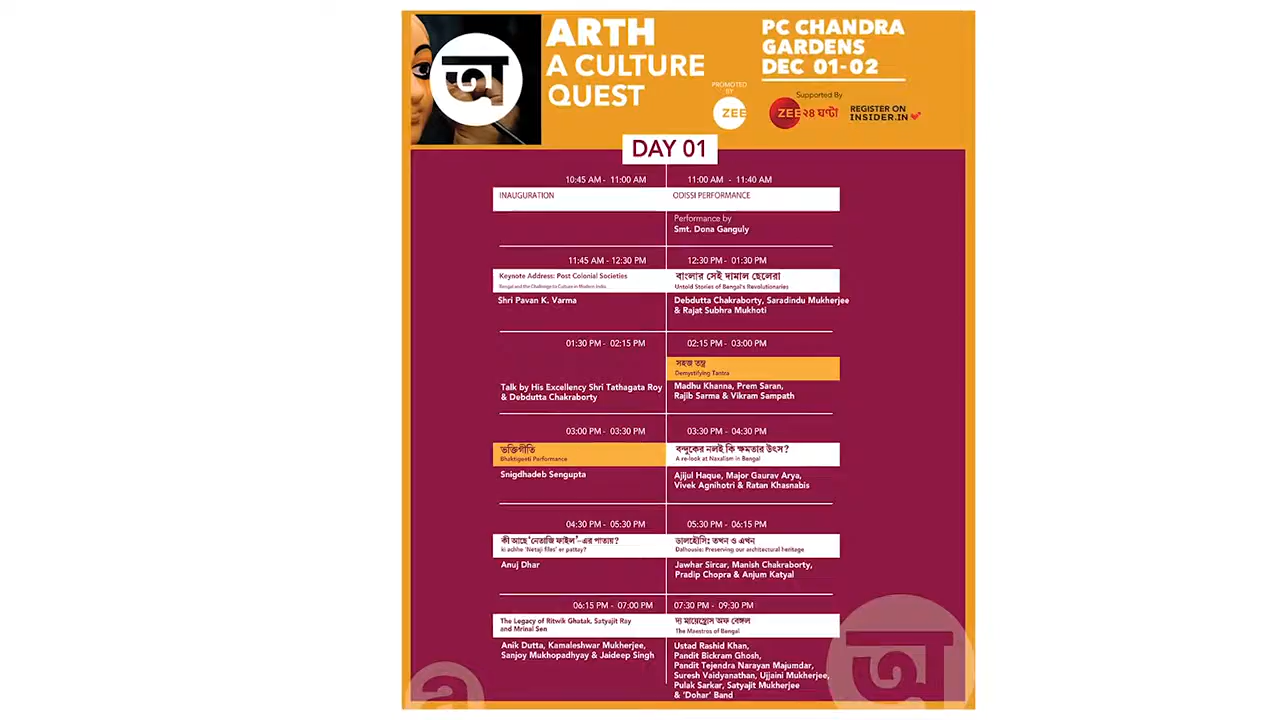 অ
ARTH
A CULTURE
QUEST
PC CHANDRA
GARDENS
DEC 01-02
PROMOTED
BY
ZEE
Supported By
ZEE ২৪ ঘণ্টা
REGISTER ON
INSIDER.IN
DAY 01
10:45 AM - 11:00 AM
INAUGURATION
11:00 AM - 11:40 AM
ODISSI PERFORMANCE
Performance by
Smt. Dona Ganguly
11:45 AM - 12:30 PM
Keynote Address: Post Colonial Societies
Bengal and the Challenge to Culture in Modern India
Shri Pavan K. Varma
12:30 PM - 01:30 PM
বাংলার সেই দামাল ছেলেরা
Untold Stories of Bengal's Revolutionaries
Debdutta Chakraborty, Saradindu Mukherjee
& Rajat Subhra Mukhoti
01:30 PM - 02:15 PM
Talk by His Excellency Shri Tathagata Roy
& Debdutta Chakraborty
02:15 PM - 03:00 PM
সহজ তন্ত্র
Demystifying Tantra
Madhu Khanna, Prem Saran,
Rajib Sarma & Vikram Sampath
03:00 PM - 03:30 PM
ভক্তিগীতি
Bhaktigeeti Performance
Snigdhadeb Sengupta
03:30 PM - 04:30 PM
বন্দুকের নলই কি ক্ষমতার উৎস?
A re-look at Naxalism in Bengal
Ajijul Haque, Major Gaurav Arya,
Vivek Agnihotri & Ratan Khasnabis
04:30 PM - 05:30 PM
কী আছে 'নেতাজি ফাইল'-এর পাতায়?
ki achhe 'Netaji files' er pattay?
Anuj Dhar
05:30 PM - 06:15 PM
ডালহৌসি: তখন ও এখন
Dalhousie: Preserving our architectural heritage
Jawhar Sircar, Manish Chakraborty,
Pradip Chopra & Anjum Katyal
06:15 PM - 07:00 PM
The Legacy of Ritwik Ghatak, Satyajit Ray
and Mrinal Sen
Anik Dutta, Kamaleshwar Mukherjee,
Sanjoy Mukhopadhyay & Jaideep Singh
07:30 PM - 09:30 PM
দ্য মায়েস্ট্রোস অফ বেঙ্গল
The Maestros of Bengal
Ustad Rashid Khan,
Pandit Bickram Ghosh,
Pandit Tejendra Narayan Majumdar,
Suresh Vaidyanathan, Ujjaini Mukherjee,
Pulak Sarkar, Satyajit Mukherjee
& 'Dohar' Band
a
অ